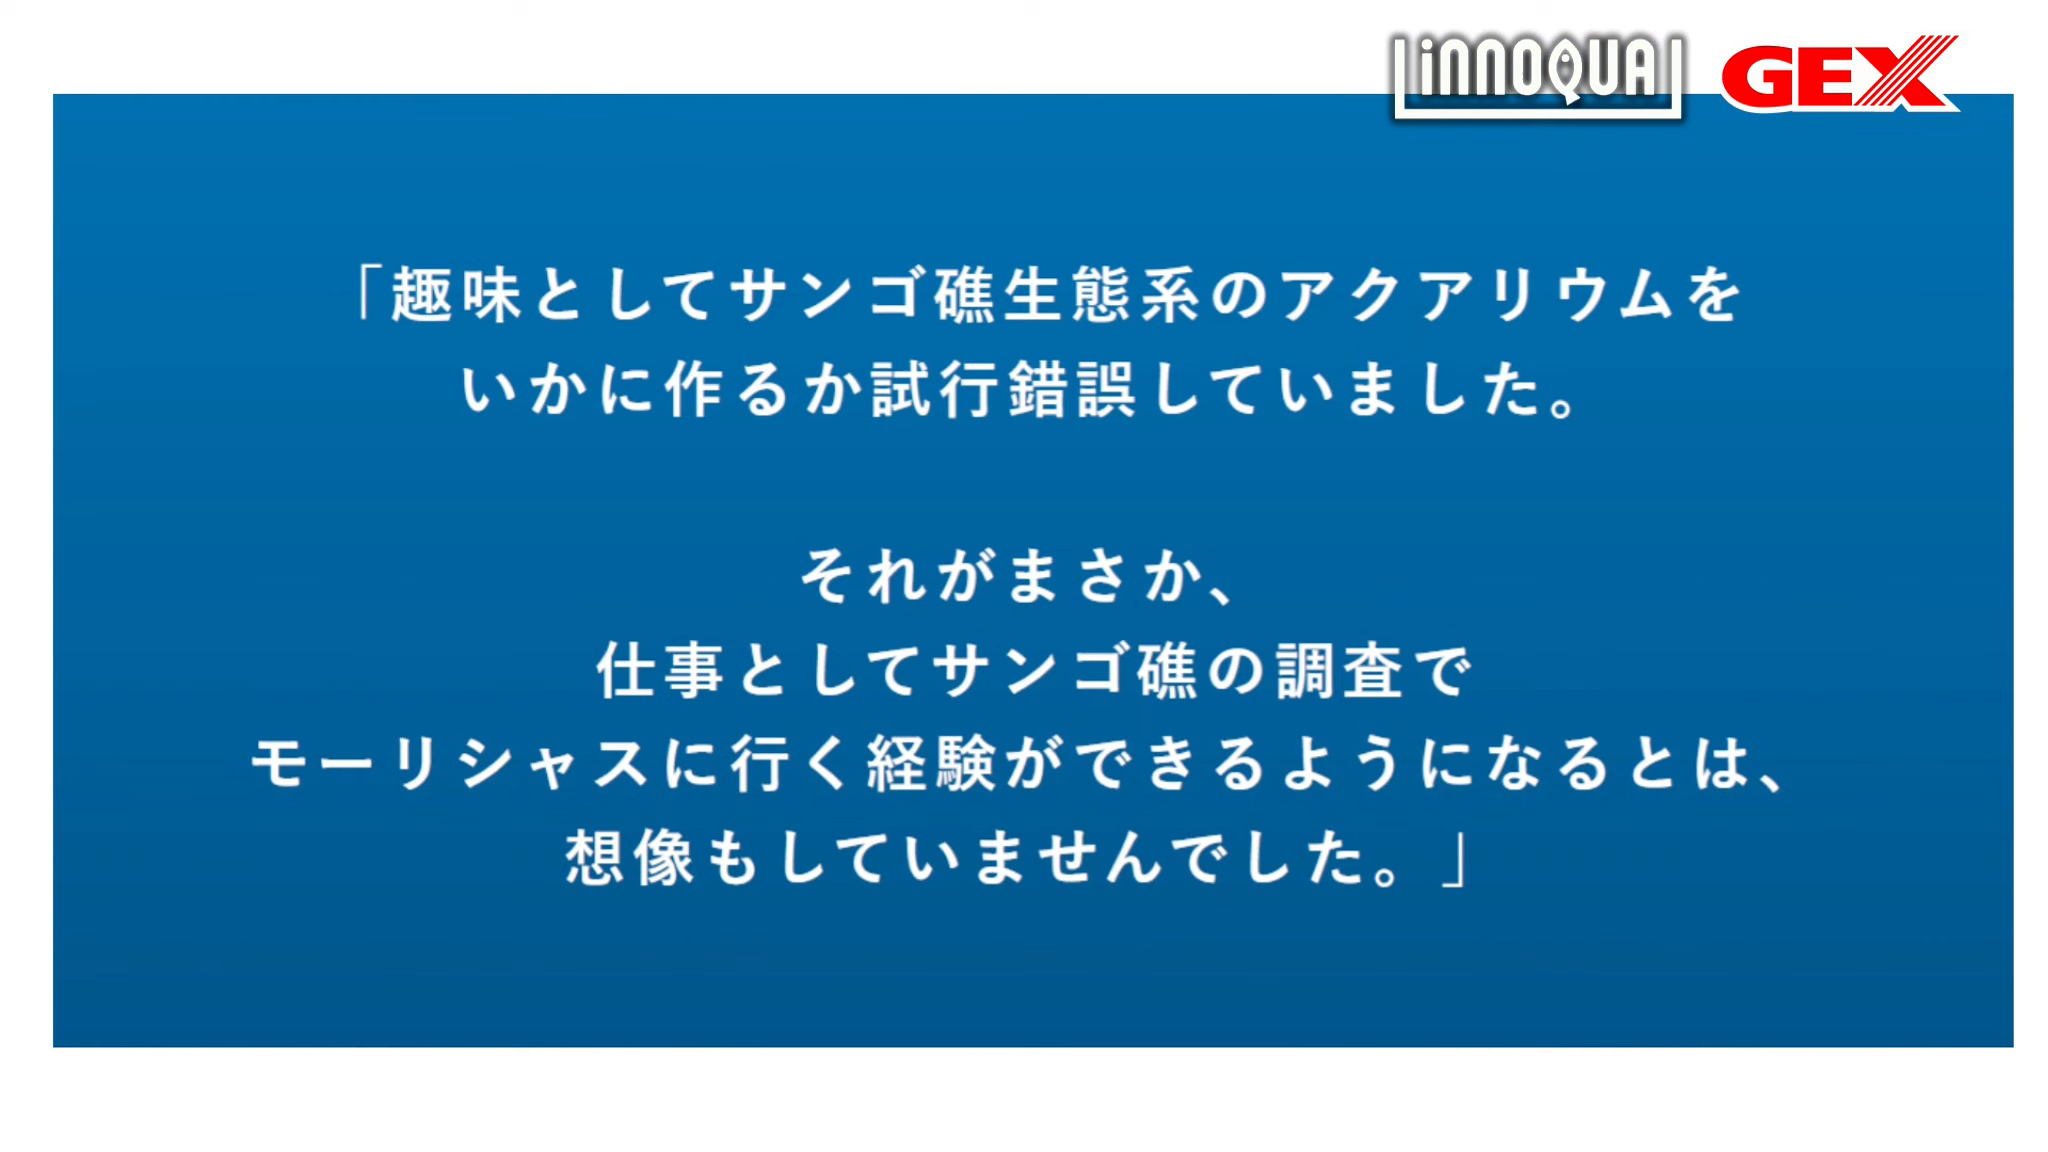 innoqua
GEX
「趣味としてサンゴ礁生態系のアクアリウムを
いかに作るか試行錯誤していました。
それがまさか、
仕事としてサンゴ礁の調査で
モーリシャスに行く経験ができるようになるとは、
想像もしていませんでした。」